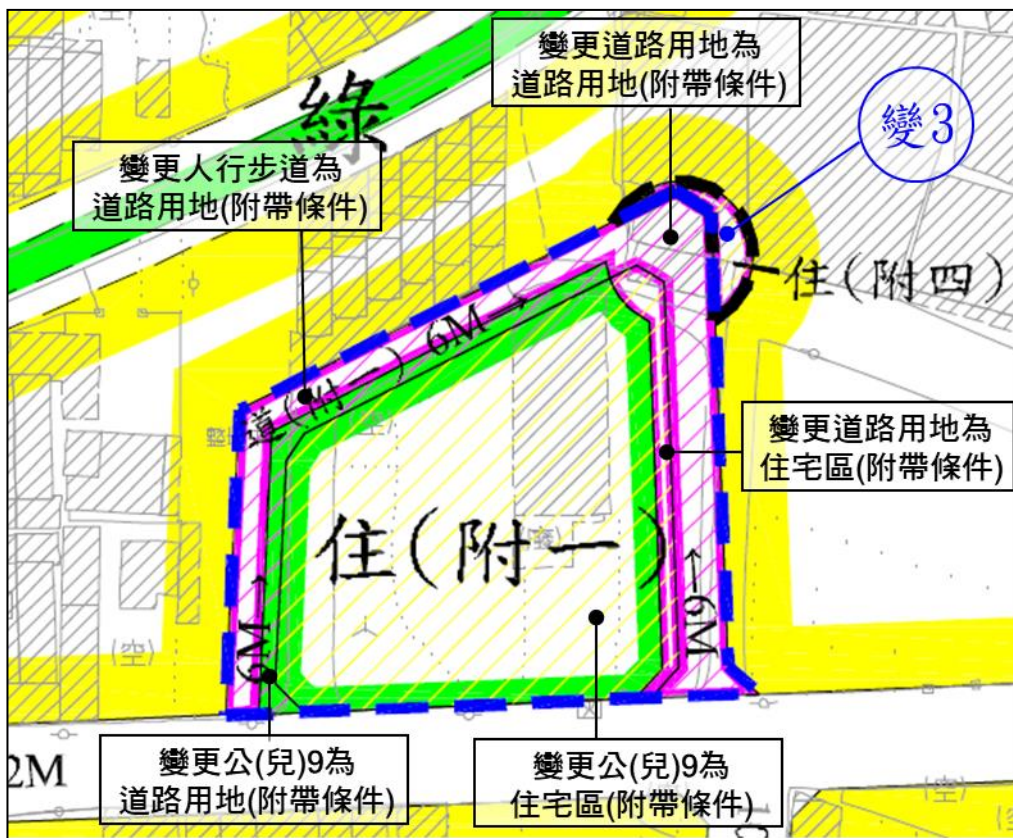 變更道路用地為
道路用地(附帶條件)
綠
變3
變更人行步道為
道路用地(附帶條件)
住(附四)
6M
道(附一)
變更道路用地為
住宅區(附帶條件)
住(附一)
6M
6M
(空)
2M
變更公(兒)9為
道路用地(附帶條件)
變更公(兒)9為
住宅區(附帶條件)
(空)